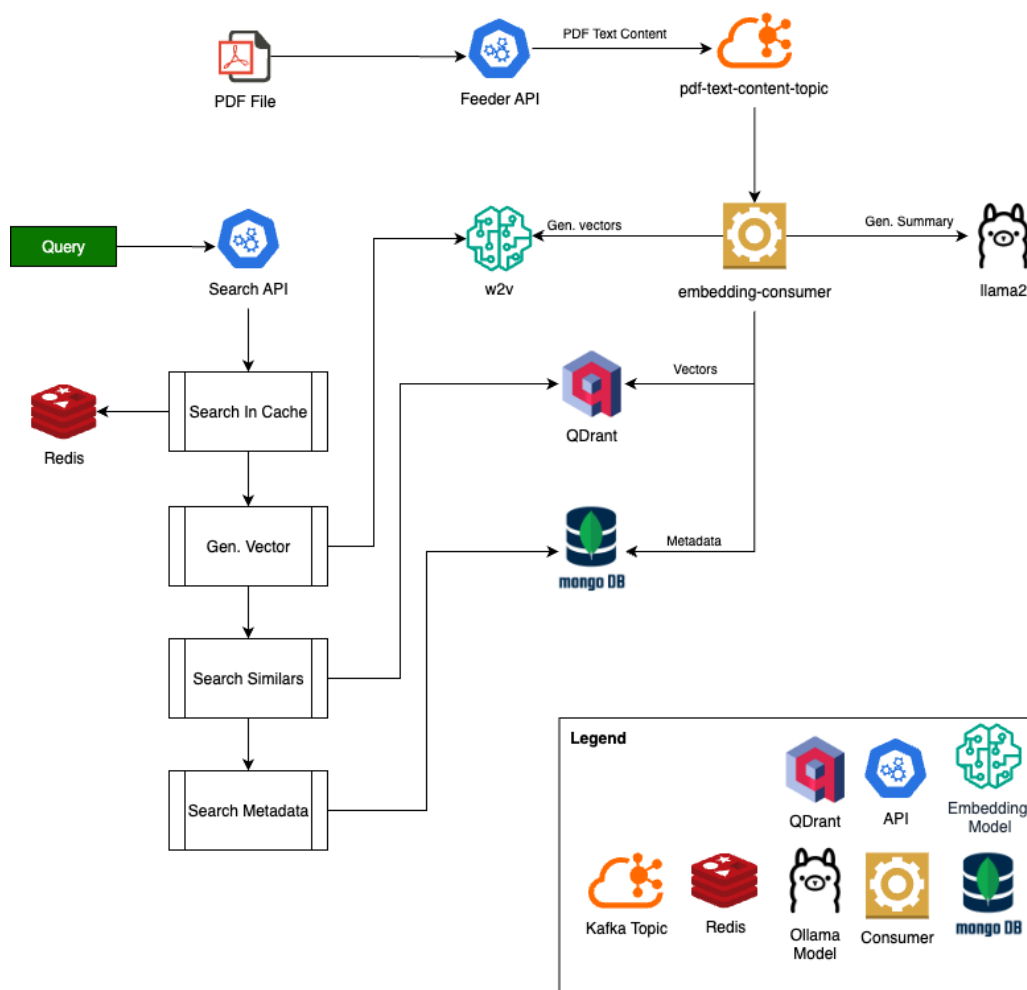 PDF Text Content
PDF File
Feeder API
pdf-text-content-topic
Query
Search API
Gen. vectors
Gen. Summary
w2v
embedding-consumer
llama2
Search In Cache
Redis
Vectors
QDrant
Gen. Vector
Metadata
mongo DB
Search Similars
Search Metadata
Legend
QDrant
API
Embedding
Model
Kafka Topic
Redis
Ollama
Model
Consumer
mongo DB